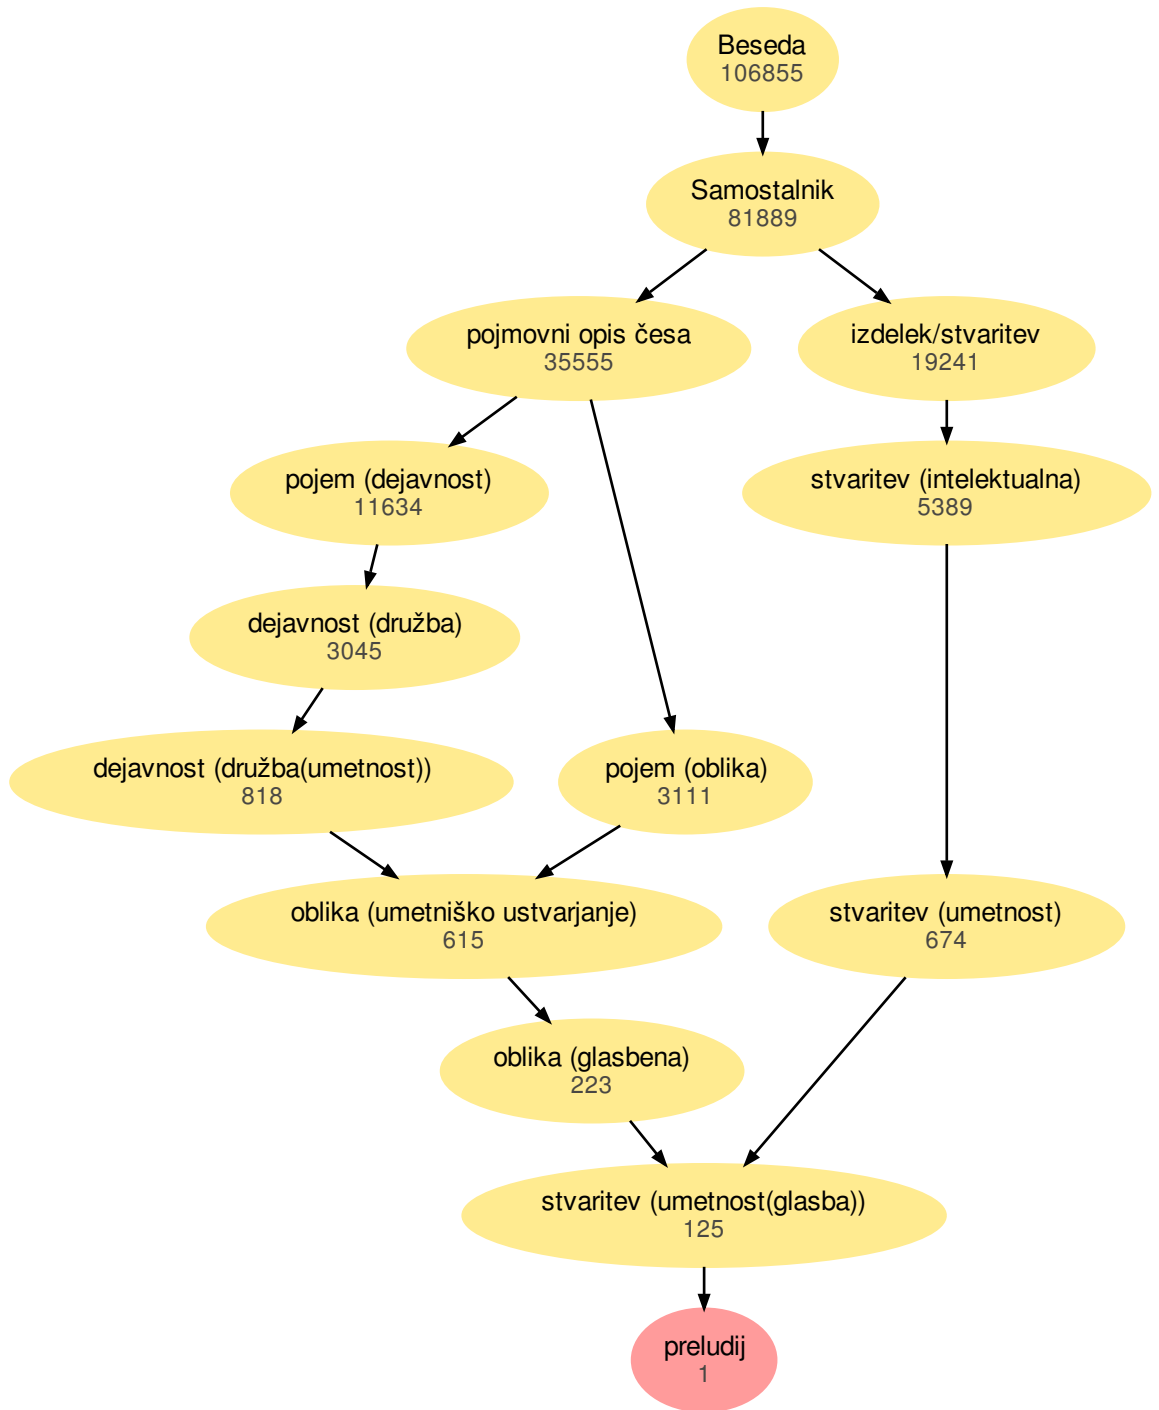 Beseda
106855
Samostalnik
81889
pojmovni opis česa
35555
izdelek/stvaritev
19241
pojem (dejavnost)
11634
stvaritev (intelektualna)
5389
dejavnost (družba)
3045
dejavnost (družba(umetnost))
818
pojem (oblika)
3111
oblika (umetniško ustvarjanje)
615
stvaritev (umetnost)
674
oblika (glasbena)
223
stvaritev (umetnost(glasba))
125
preludij
1